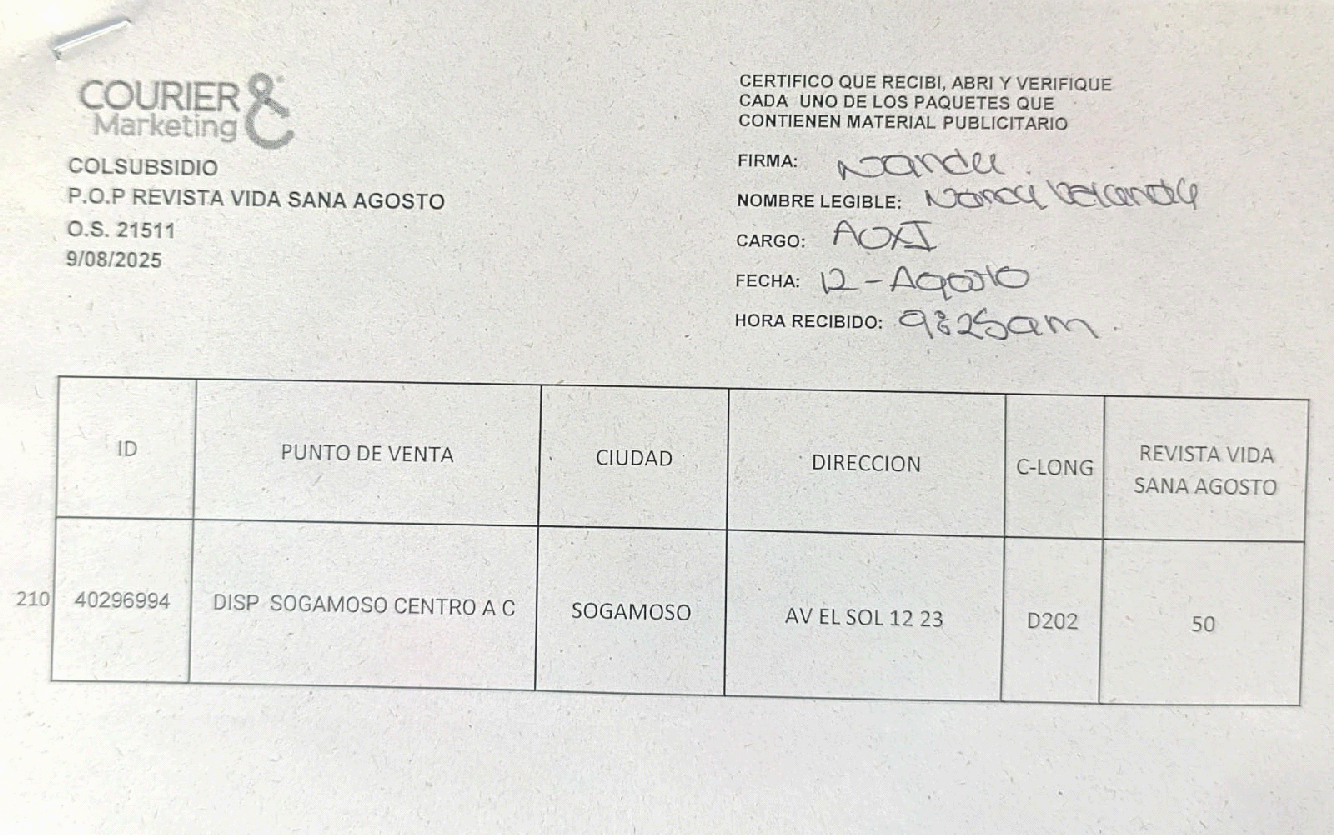 COURIER &
Marketing
COLSUBSIDIO
P.O.P REVISTA VIDA SANA AGOSTO
O.S. 21511
9/08/2025
CERTIFICO QUE RECIBI, ABRI Y VERIFIQUE
CADA UNO DE LOS PAQUETES QUE
CONTIENEN MATERIAL PUBLICITARIO
FIRMA:
NOMBRE LEGIBLE: Nancy
CARGO: AOXI
FECHA: 12 - Agosto
HORA RECIBIDO: 9:25am.
ID PUNTO DE VENTA CIUDAD DIRECCION C-LONG REVISTA VIDA
SANA AGOSTO
210 40296994 DISP SOGAMOSO CENTRO A C SOGAMOSO AV EL SOL 12 23 D202 50